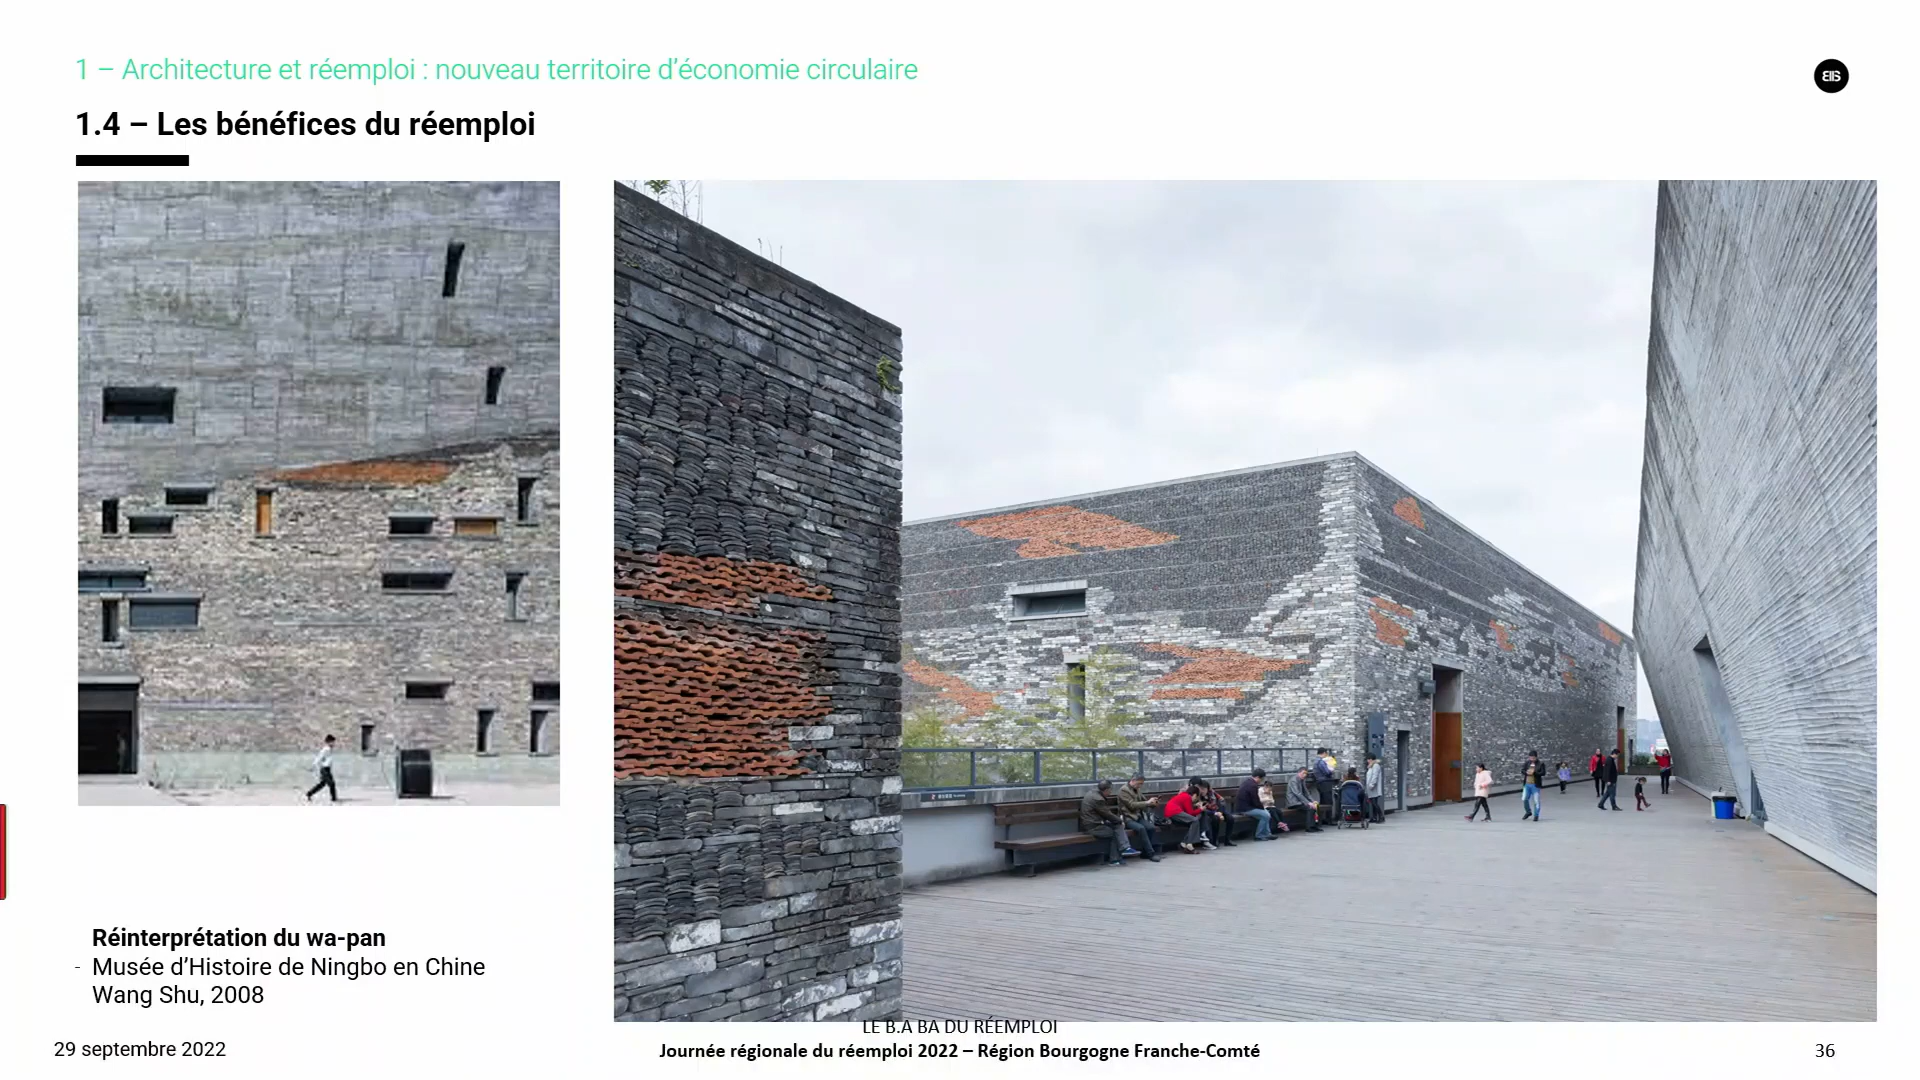 1 – Architecture et réemploi : nouveau territoire d’économie circulaire
1.4 – Les bénéfices du réemploi
Réinterprétation du wa-pan
- Musée d’Histoire de Ningbo en Chine
Wang Shu, 2008
LE B.A BA DU RÉEMPLOI
29 septembre 2022
Journée régionale du réemploi 2022 – Région Bourgogne Franche-Comté
36